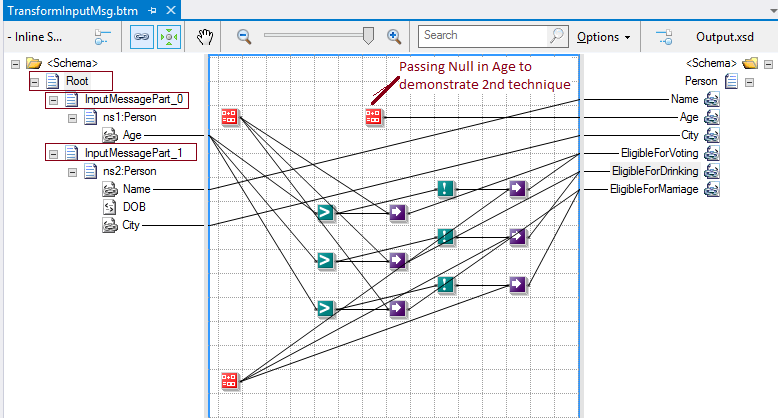 TransformInputMsg.btm
- Inline S...
Search
Options
Output.xsd
<Schema>
Root
InputMessagePart_0
ns1:Person
Age
InputMessagePart_1
ns2:Person
Name
DOB
City
Passing Null in Age to
demonstrate 2nd technique
<Schema>
Person
Name
Age
City
EligibleForVoting
EligibleForDrinking
EligibleForMarriage